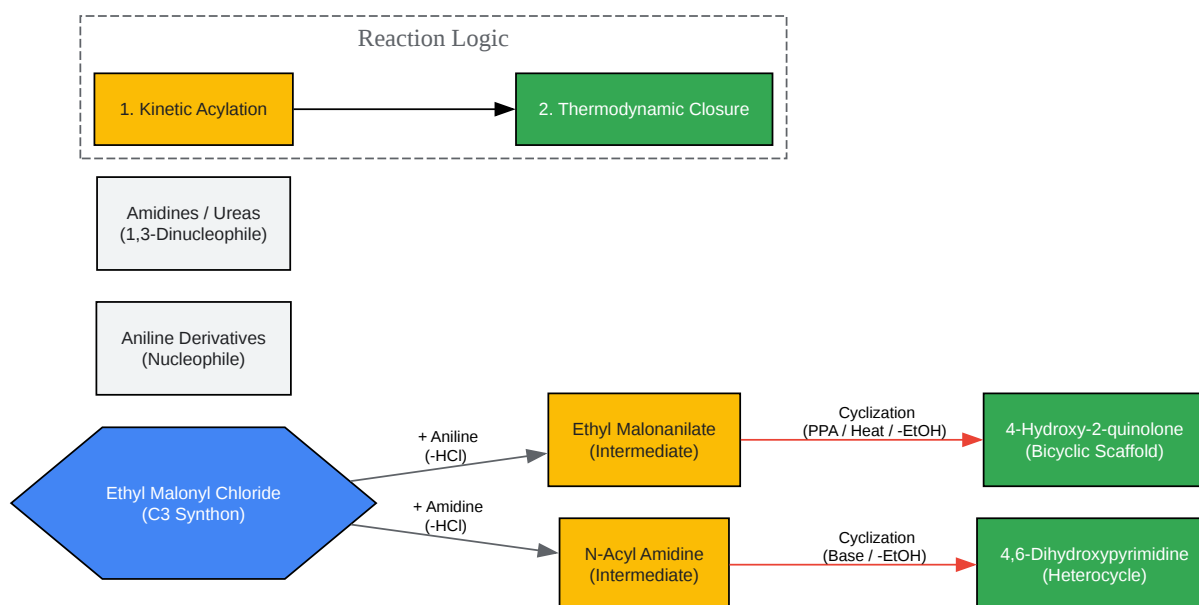 Reaction Logic
1. Kinetic Acylation
2. Thermodynamic Closure
Amidines / Ureas
(1,3-Dinucleophile)
Aniline Derivatives
(Nucleophile)
Ethyl Malonyl Chloride
(C3 Synthon)
+ Aniline
(-HCl)
Ethyl Malonanilate
(Intermediate)
Cyclization
(PPA / Heat / -EtOH)
4-Hydroxy-2-quinolone
(Bicyclic Scaffold)
+ Amidine
(-HCl)
N-Acyl Amidine
(Intermediate)
Cyclization
(Base / -EtOH)
4,6-Dihydroxypyrimidine
(Heterocycle)